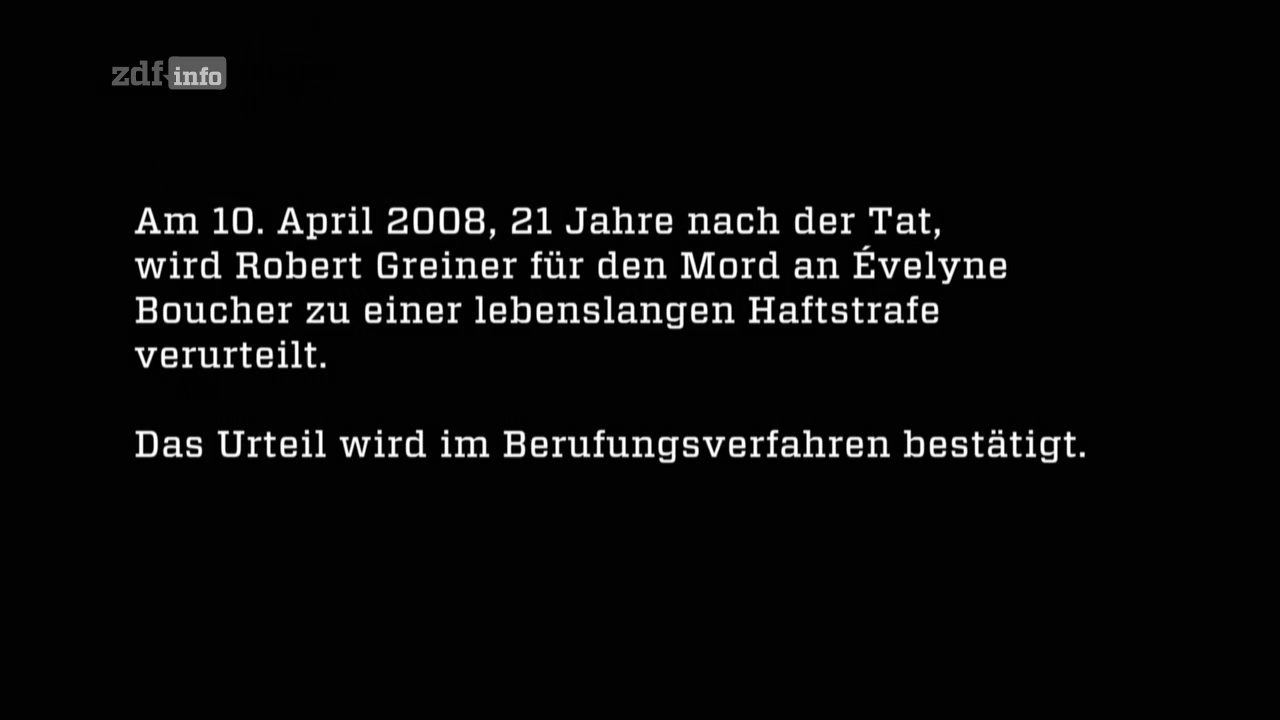 zdf info
Am 10. April 2008, 21 Jahre nach der Tat,
wird Robert Greiner für den Mord an Évelyne
Boucher zu einer lebenslangen Haftstrafe
verurteilt.
Das Urteil wird im Berufungsverfahren bestätigt.